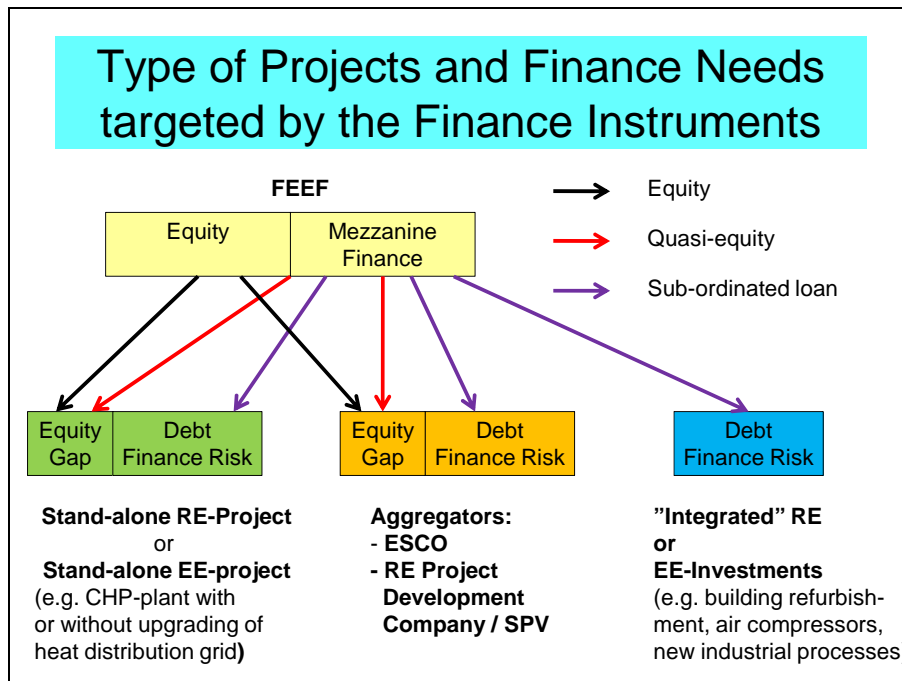 Type of Projects and Finance Needs
targeted by the Finance Instruments
FEEF
Equity
Mezzanine
Finance
Equity
Quasi-equity
Sub-ordinated loan
Equity
Gap
Debt
Finance Risk
Equity
Gap
Debt
Finance Risk
Debt
Finance Risk
Stand-alone RE-Project
or
Stand-alone EE-project
(e.g. CHP-plant with
or without upgrading of
heat distribution grid)
Aggregators:
- ESCO
- RE Project
Development
Company / SPV
”Integrated” RE
or
EE-Investments
(e.g. building refurbish-
ment, air compressors,
new industrial processes